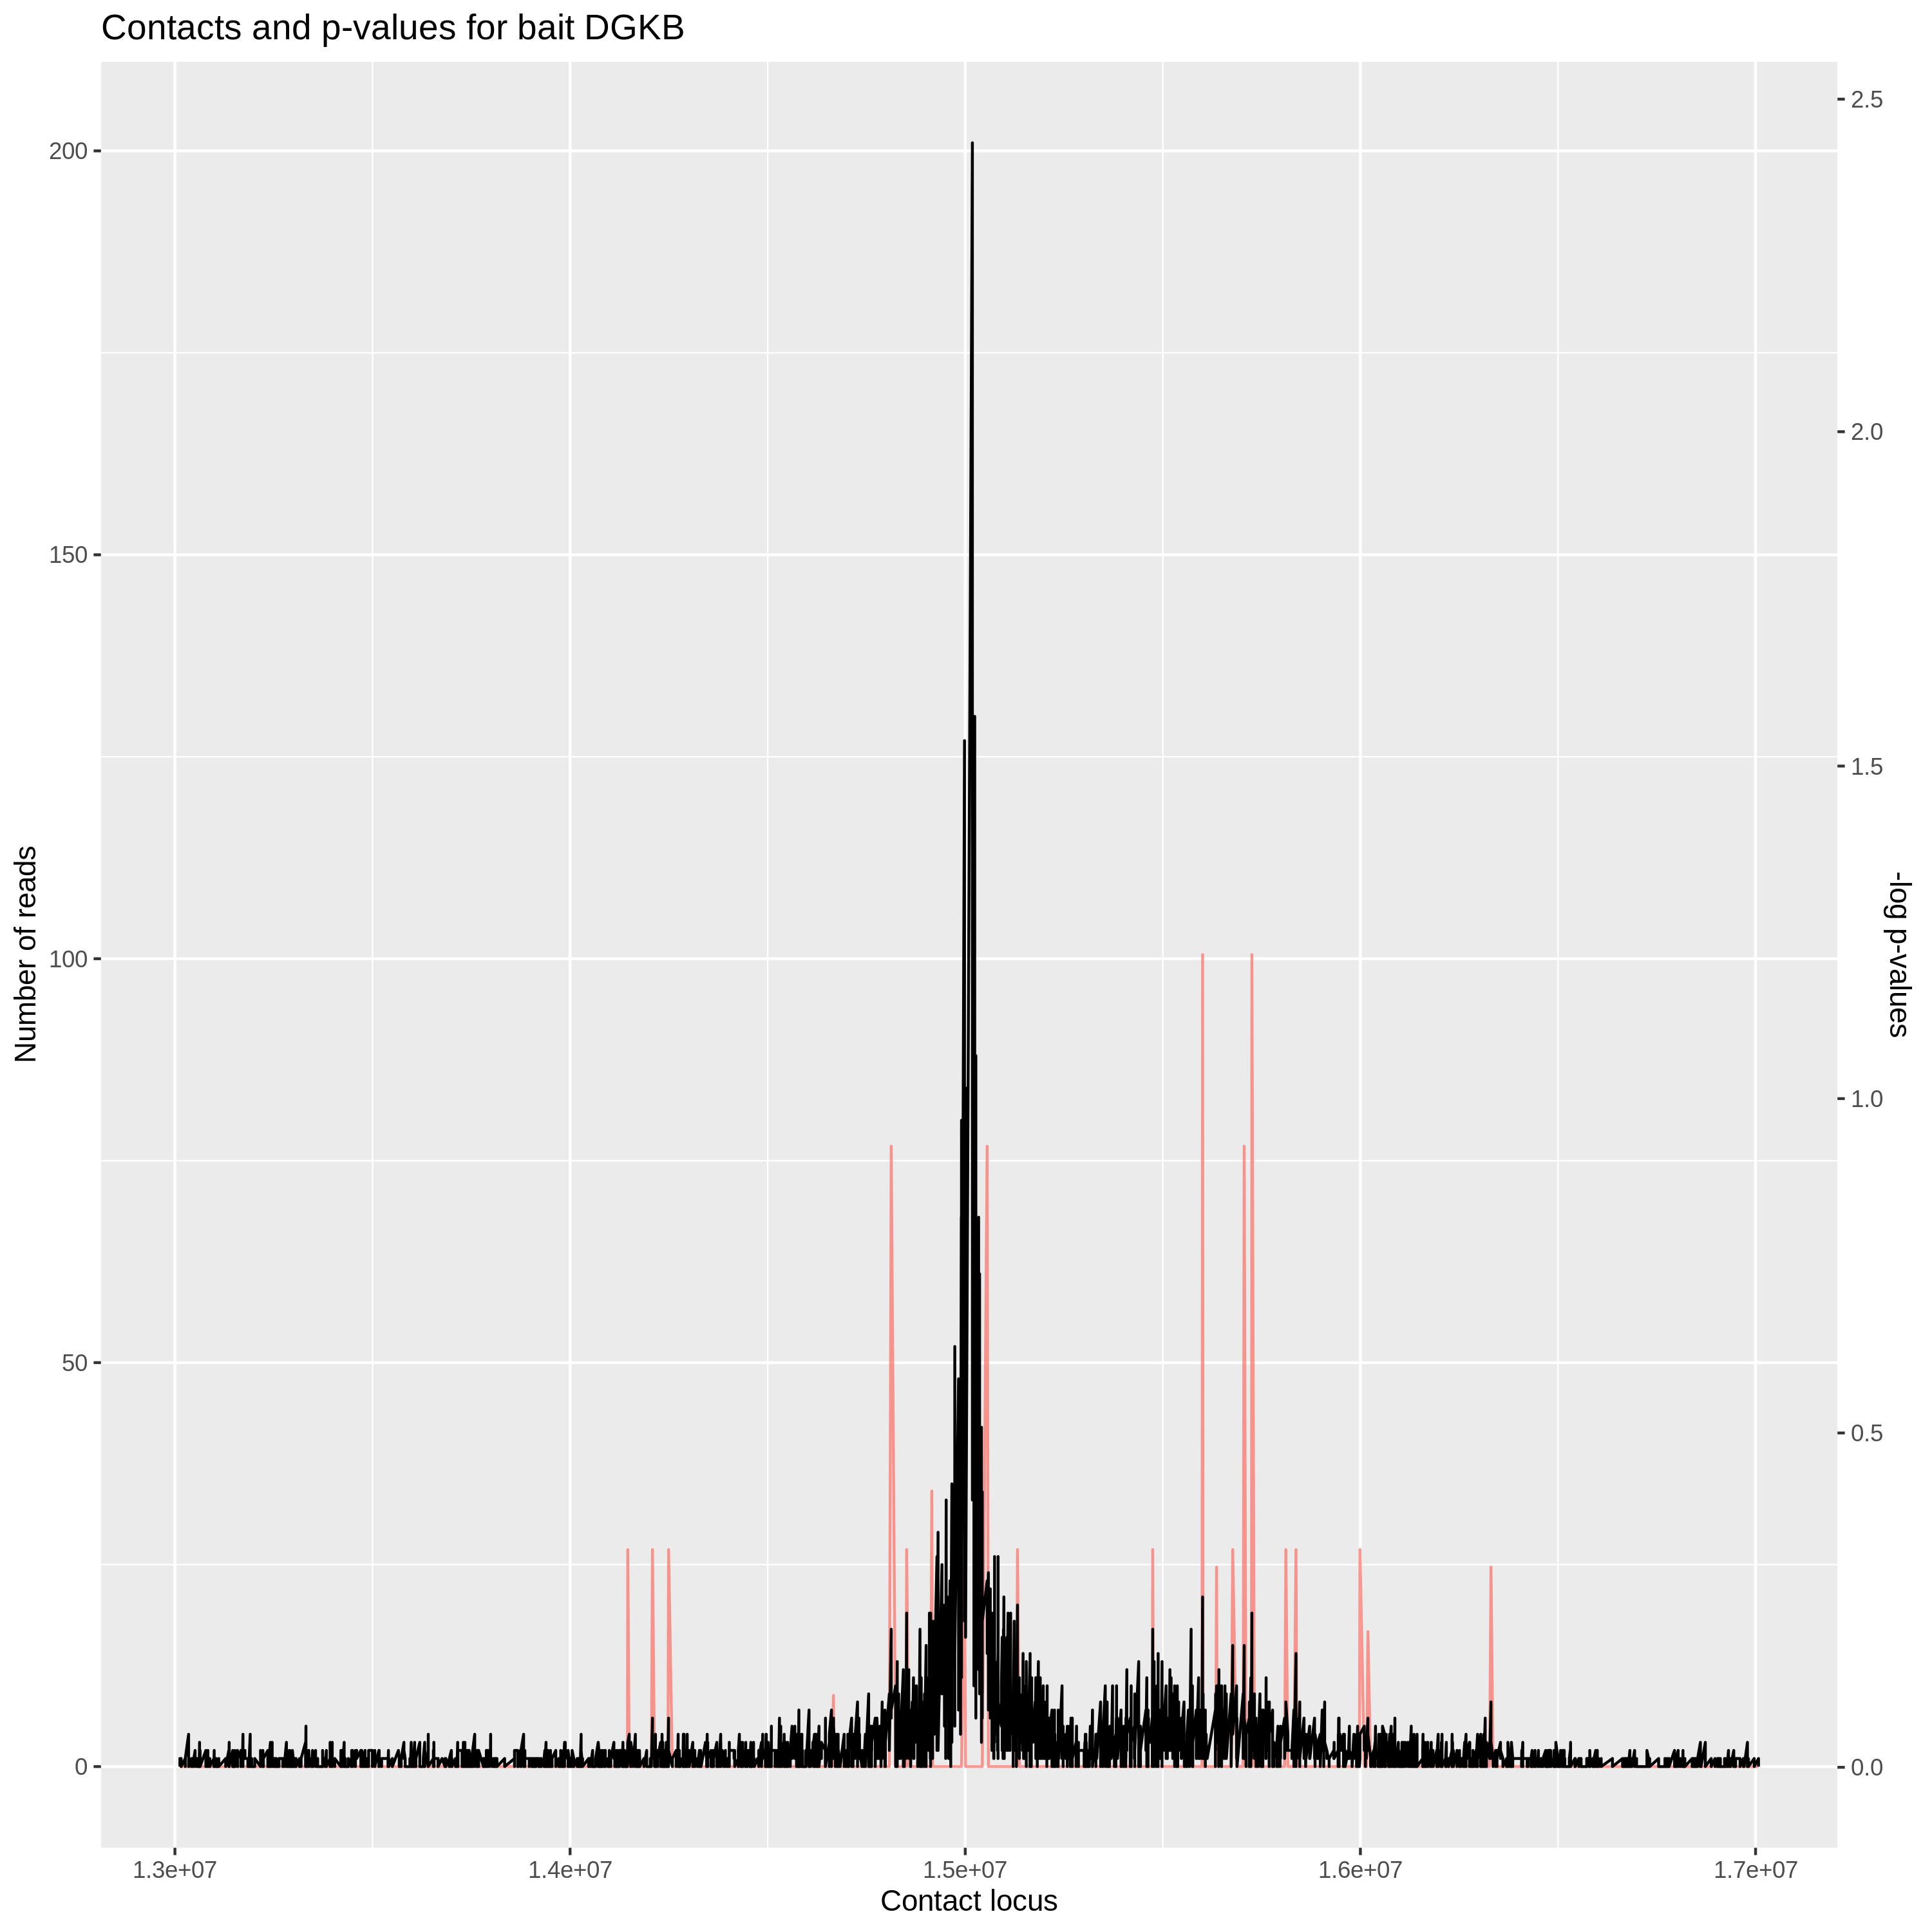 Contacts and p-values for bait DGKB
200
150
100
50
0
Number of reads
2.5
2.0
1.5
1.0
0.5
0.0
-log p-values
1.3e+07
1.4e+07
1.5e+07
1.6e+07
1.7e+07
Contact locus